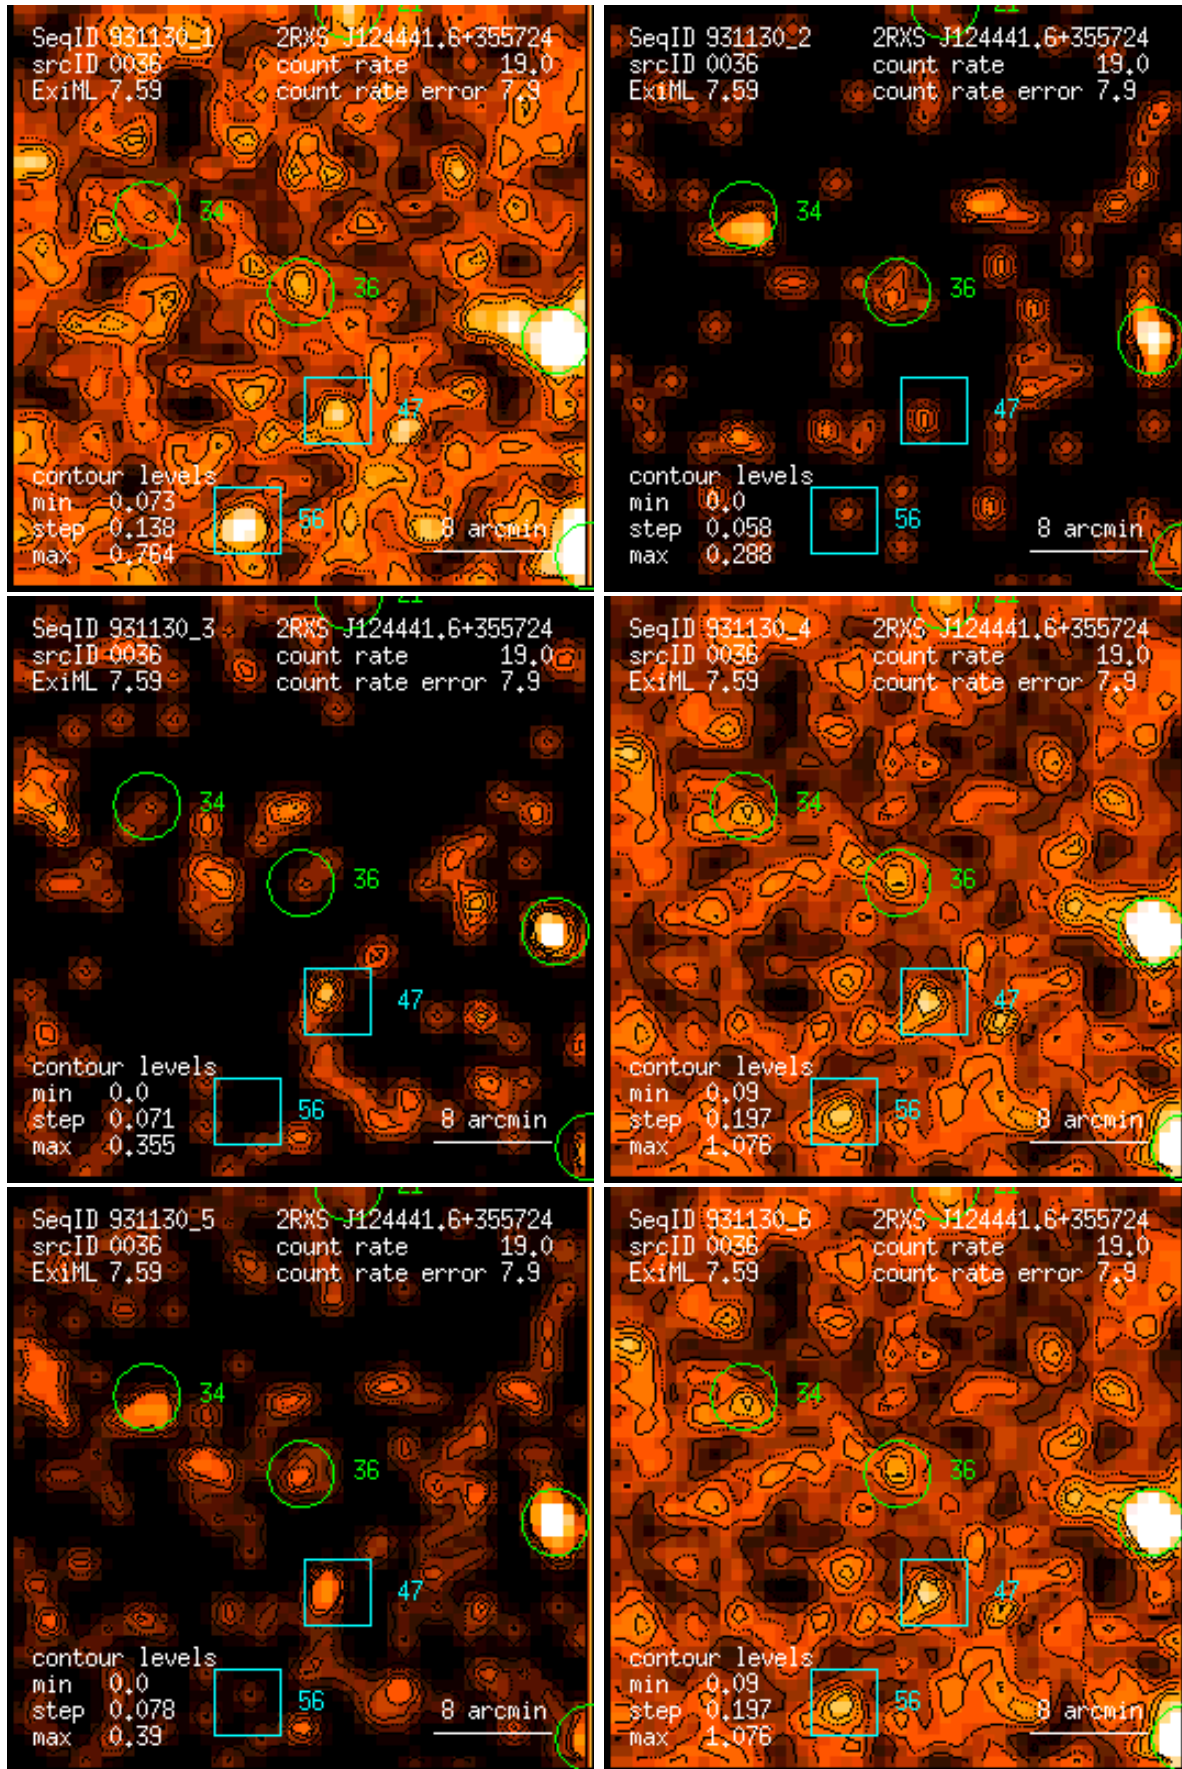 21
SeqID 931130_1 2RXS J124441.6+355724
srcID 0036 count rate 19.0
ExiML 7.59 count rate error 7.9
34
36
47
contour levels
min 0.073
56
step 0.138 8 arcmin
max 0.764
21
SeqID 931130_2 2RXS J124441.6+355724
srcID 0036 count rate 19.0
ExiML 7.59 count rate error 7.9
34
36
47
contour levels
min 0.0
56
step 0.058 8 arcmin
max 0.288
21
SeqID 931130_3 2RXS J124441.6+355724
srcID 0036 count rate 19.0
ExiML 7.59 count rate error 7.9
34
36
47
contour levels
min 0.0
56
step 0.071 8 arcmin
max 0.355
21
SeqID 931130_4 2RXS J124441.6+355724
srcID 0036 count rate 19.0
ExiML 7.59 count rate error 7.9
34
36
47
contour levels
min 0.09
56
step 0.197 8 arcmin
max 1.076
21
SeqID 931130_5 2RXS J124441.6+355724
srcID 0036 count rate 19.0
ExiML 7.59 count rate error 7.9
34
36
47
contour levels
min 0.0
56
step 0.078 8 arcmin
max 0.39
21
SeqID 931130_6 2RXS J124441.6+355724
srcID 0036 count rate 19.0
ExiML 7.59 count rate error 7.9
34
36
47
contour levels
min 0.09
56
step 0.197 8 arcmin
max 1.076